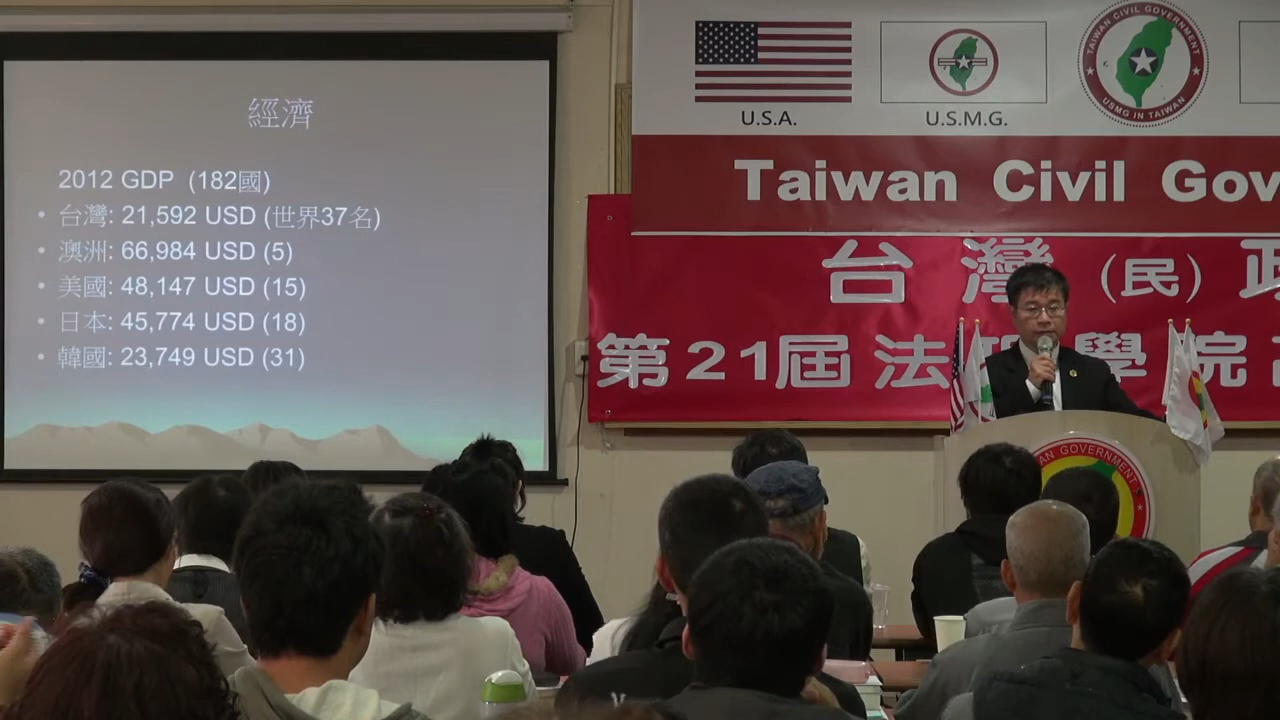 經濟
2012 GDP (182國)
• 台灣: 21,592 USD (世界37名)
• 澳洲: 66,984 USD (5)
• 美國: 48,147 USD (15)
• 日本: 45,774 USD (18)
• 韓國: 23,749 USD (31)
U.S.A.
U.S.M.G.
TAIWAN CIVIL GOVERNMENT
USMG IN TAIWAN
Taiwan Civil Gov
台灣(民)政
第21屆法理學院
GOVERNMENT